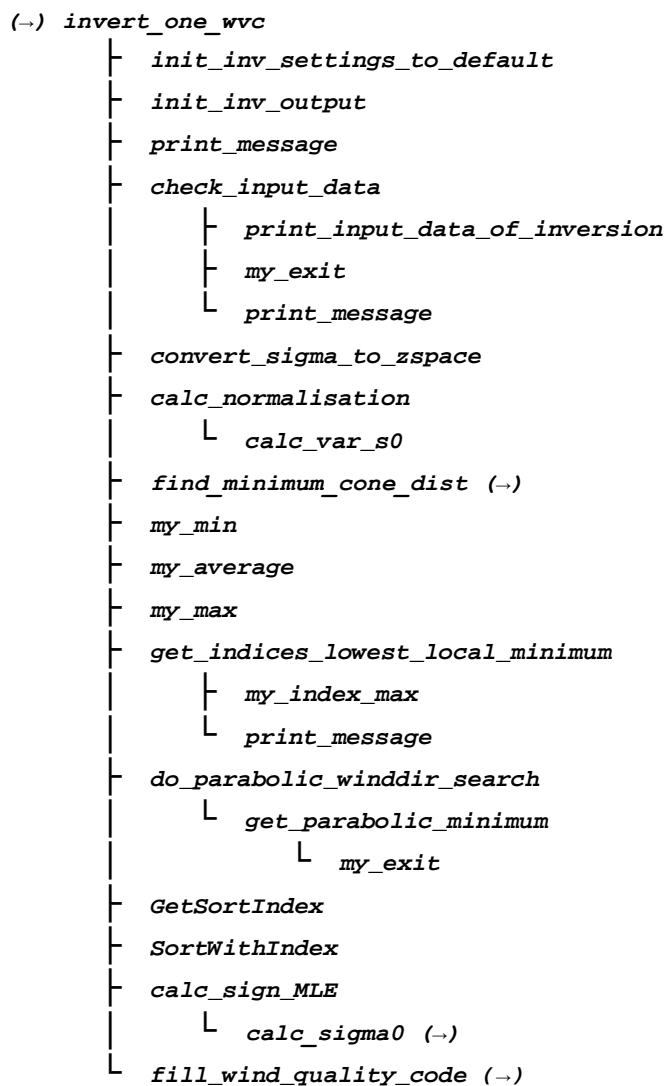 (→) invert_one_wvc
init_inv_settings_to_default
init_inv_output
print_message
check_input_data
print_input_data_of_inversion
my_exit
print_message
convert_sigma_to_zspace
calc_normalisation
calc_var_s0
find_minimum_cone_dist (→)
my_min
my_average
my_max
get_indices_lowest_local_minimum
my_index_max
print_message
do_parabolic_winddir_search
get_parabolic_minimum
my_exit
GetSortIndex
SortWithIndex
calc_sign_MLE
calc_sigma0 (→)
fill_wind_quality_code (→)